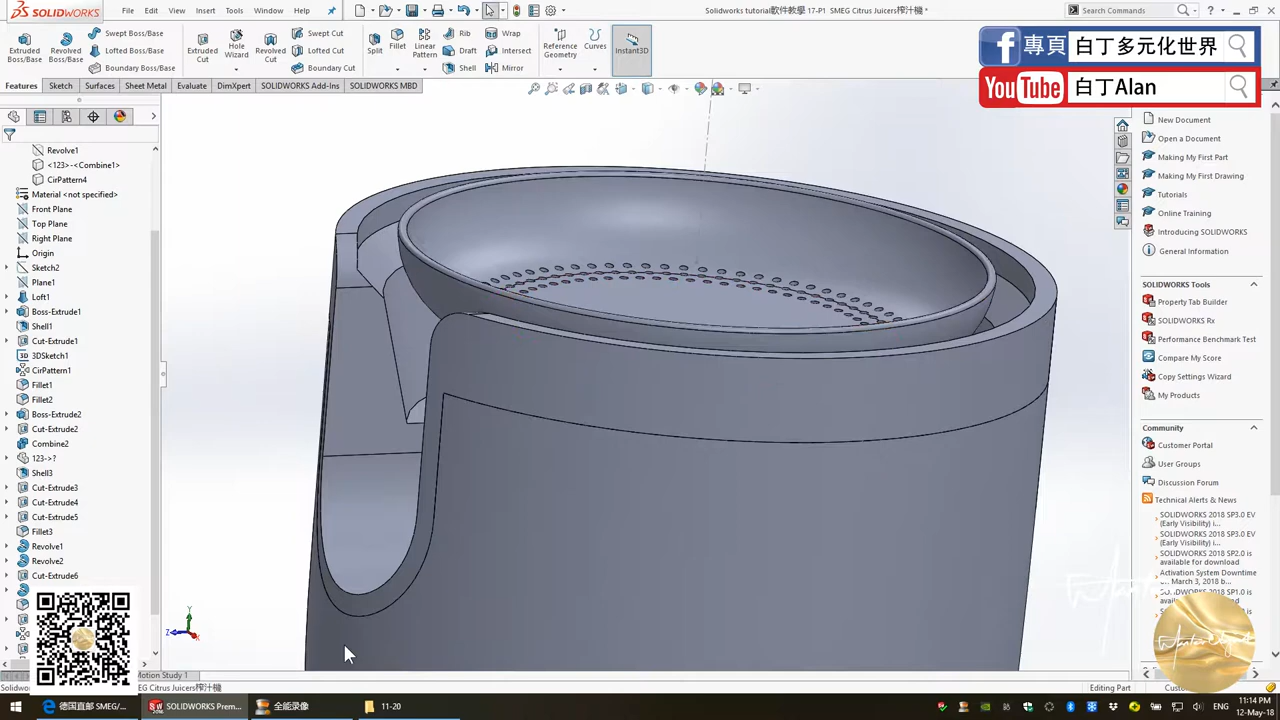 SOLIDWORKS File Edit View Insert Tools Window Help Solidworks tutorial軟件教學 17-P1 SMEG Citrus Juicers榨汁機 * Search Commands
Extruded Boss/Base
Revolved Boss/Base
Swept Boss/Base
Lofted Boss/Base
Boundary Boss/Base
Extruded Cut
Hole Wizard
Revolved Cut
Swept Cut
Lofted Cut
Boundary Cut
Split
Fillet
Linear Pattern
Rib
Draft
Shell
Wrap
Intersect
Mirror
Reference Geometry
Curves
Instant3D
專頁 白丁多元化世界
YouTube 白丁Alan
Features Sketch Surfaces Sheet Metal Evaluate DimXpert SOLIDWORKS Add-Ins SOLIDWORKS MBD
Revolve1
<123>-<Combine1>
CirPattern4
Material <not specified>
Front Plane
Top Plane
Right Plane
Origin
Sketch2
Plane1
Loft1
Boss-Extrude1
Shell1
Cut-Extrude1
3DSketch1
CirPattern1
Fillet1
Fillet2
Boss-Extrude2
Cut-Extrude2
Combine2
123->?
Shell3
Cut-Extrude3
Cut-Extrude4
Cut-Extrude5
Fillet3
Revolve1
Revolve2
Cut-Extrude6
New Document
Open a Document
Making My First Part
Making My First Drawing
Tutorials
Online Training
Introducing SOLIDWORKS
General Information
SOLIDWORKS Tools
Property Tab Builder
SOLIDWORKS Rx
Performance Benchmark Test
Compare My Score
Copy Settings Wizard
My Products
Community
Customer Portal
User Groups
Discussion Forum
Technical Alerts & News
SOLIDWORKS 2018 SP3.0 EV
(Early Visibility) i...
SOLIDWORKS 2018 SP3.0 EV
(Early Visibility) i...
SOLIDWORKS 2018 SP2.0 is
available for download
Activation System Downtime
March 3, 2018 b...
Y
Z
X
Motion Study 1
SMEG Citrus Juicers榨汁機
Editing Part
德国直邮 SMEG/...
SOLIDWORKS Prem...
全能录像
11-20
ENG
11:14 PM
12-May-18